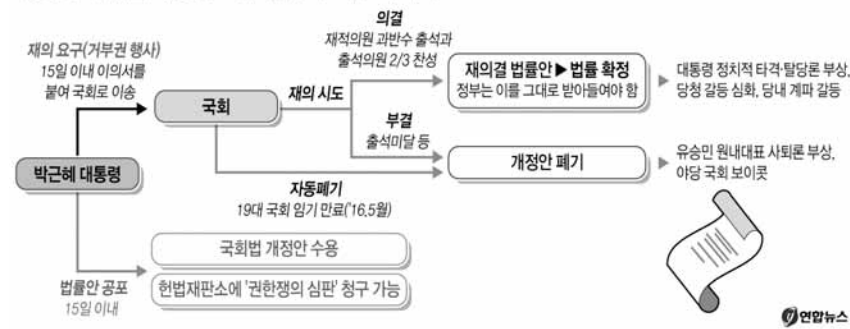 의결
재적의원 과반수 출석과
출석의원 2/3 찬성
재의 요구(거부권 행사)
15일 이내 이의서를
붙여 국회로 이송
국회
재의 시도
재의결 법률안 ▶ 법률 확정
정부는 이를 그대로 받아들여야 함
대통령 정치적 타격·탈당론 부상,
당청 갈등 심화, 당내 계파 갈등
부결
출석미달 등
박근혜 대통령
개정안 폐기
유승민 원내대표 사퇴론 부상,
야당 국회 보이콧
자동폐기
19대 국회 임기 만료('16.5월)
국회법 개정안 수용
헌법재판소에 '권한쟁의 심판' 청구 가능
법률안 공포
15일 이내
연합뉴스